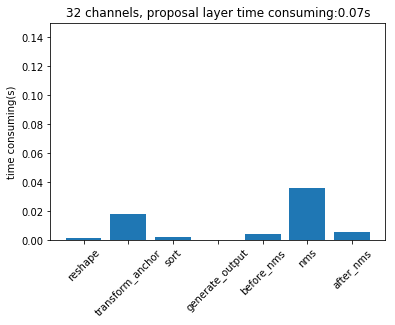 32 channels, proposal layer time consuming:0.07s
time consuming(s)
0.14
0.12
0.10
0.08
0.06
0.04
0.02
0.00
reshape
transform_anchor
sort
generate_output
before_nms
nms
after_nms